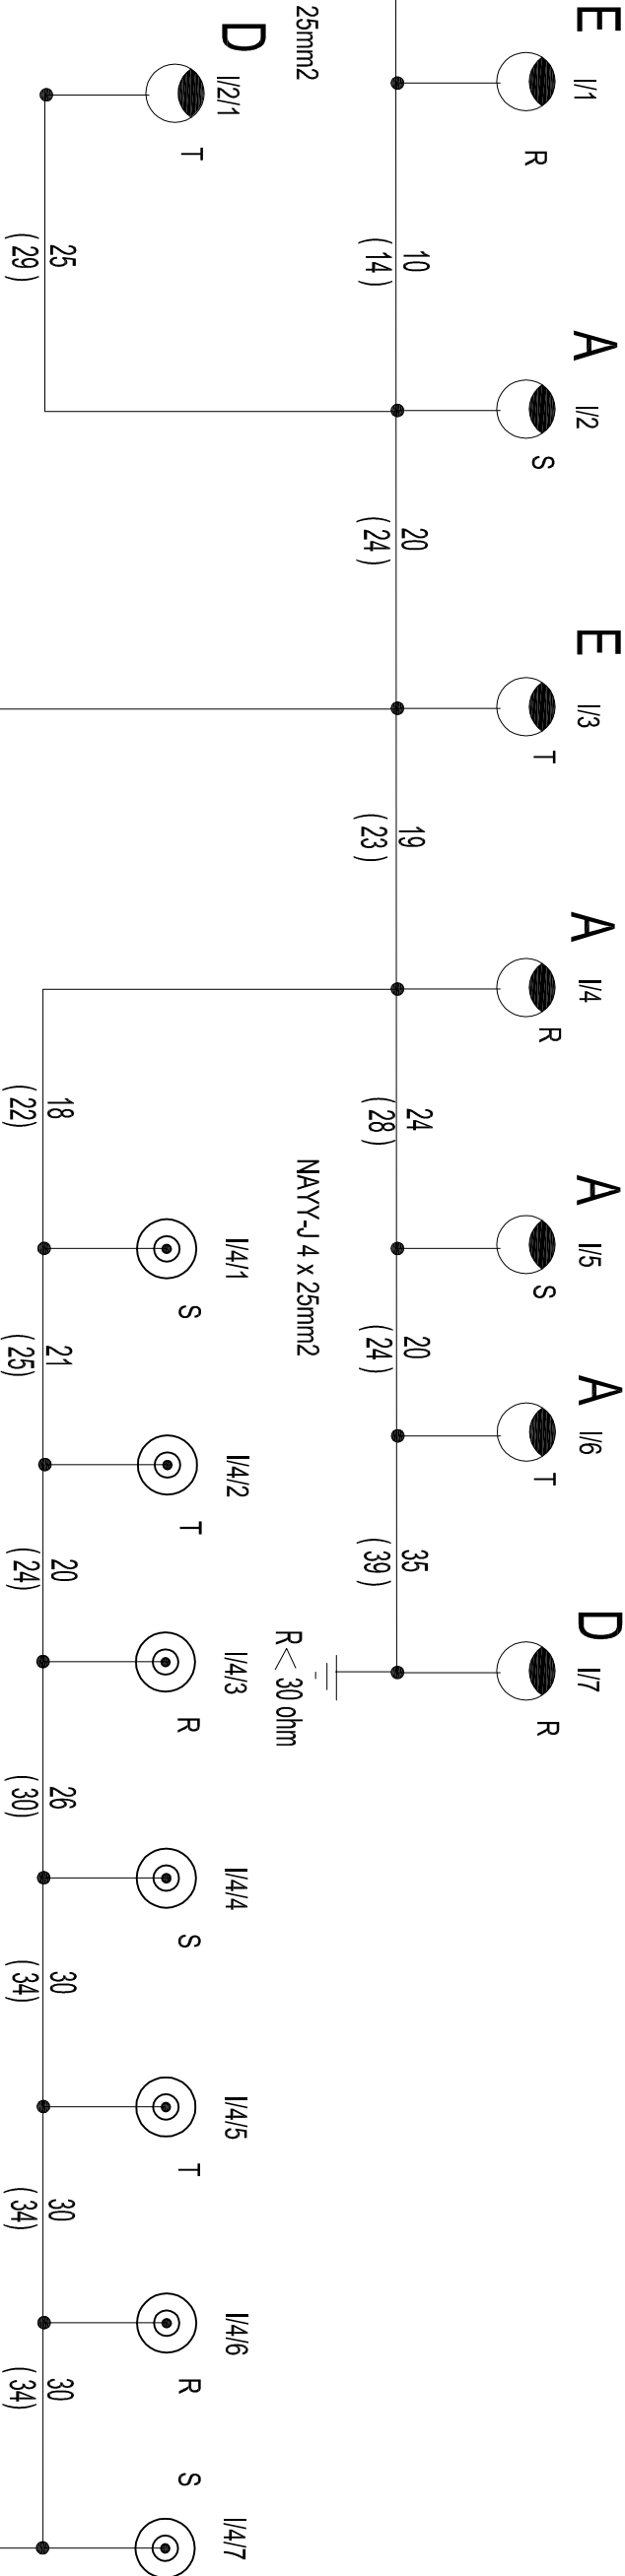 E
I/1
R
10
(14)
A
I/2
S
20
(24)
E
I/3
T
19
(23)
A
I/4
R
24
(28)
A
I/5
S
20
(24)
A
I/6
T
35
(39)
D
I/7
R
25mm2
NAYY-J 4 x 25mm2
R< 30 ohm
D
I/2/1
T
25
(29)
18
(22)
I/4/1
S
21
(25)
I/4/2
T
20
(24)
I/4/3
R
26
(30)
I/4/4
S
30
(34)
I/4/5
T
30
(34)
I/4/6
R
30
(34)
I/4/7
S